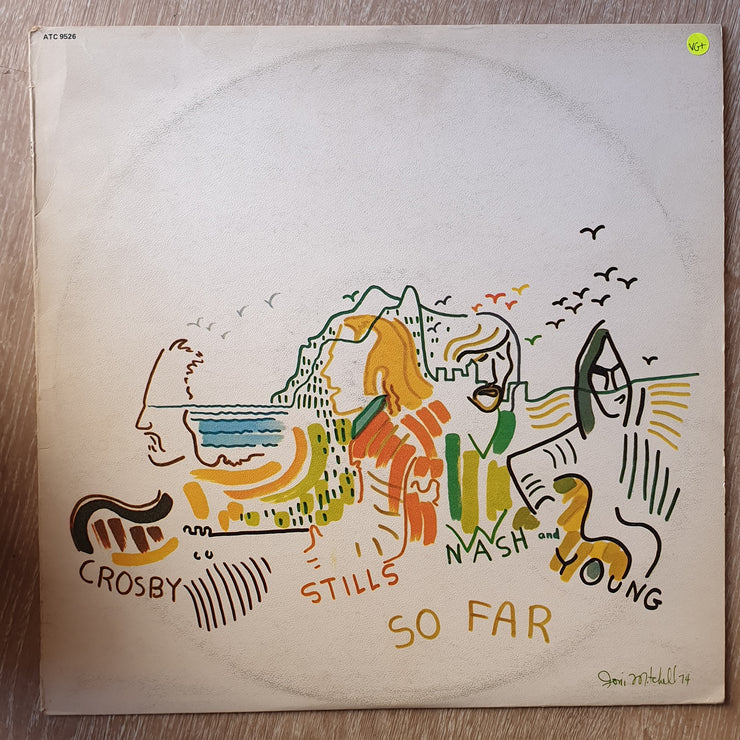 ATC 9526
VG+
CROSBY
STILLS
NASH and
YOUNG
SO FAR
Joni Mitchell 74